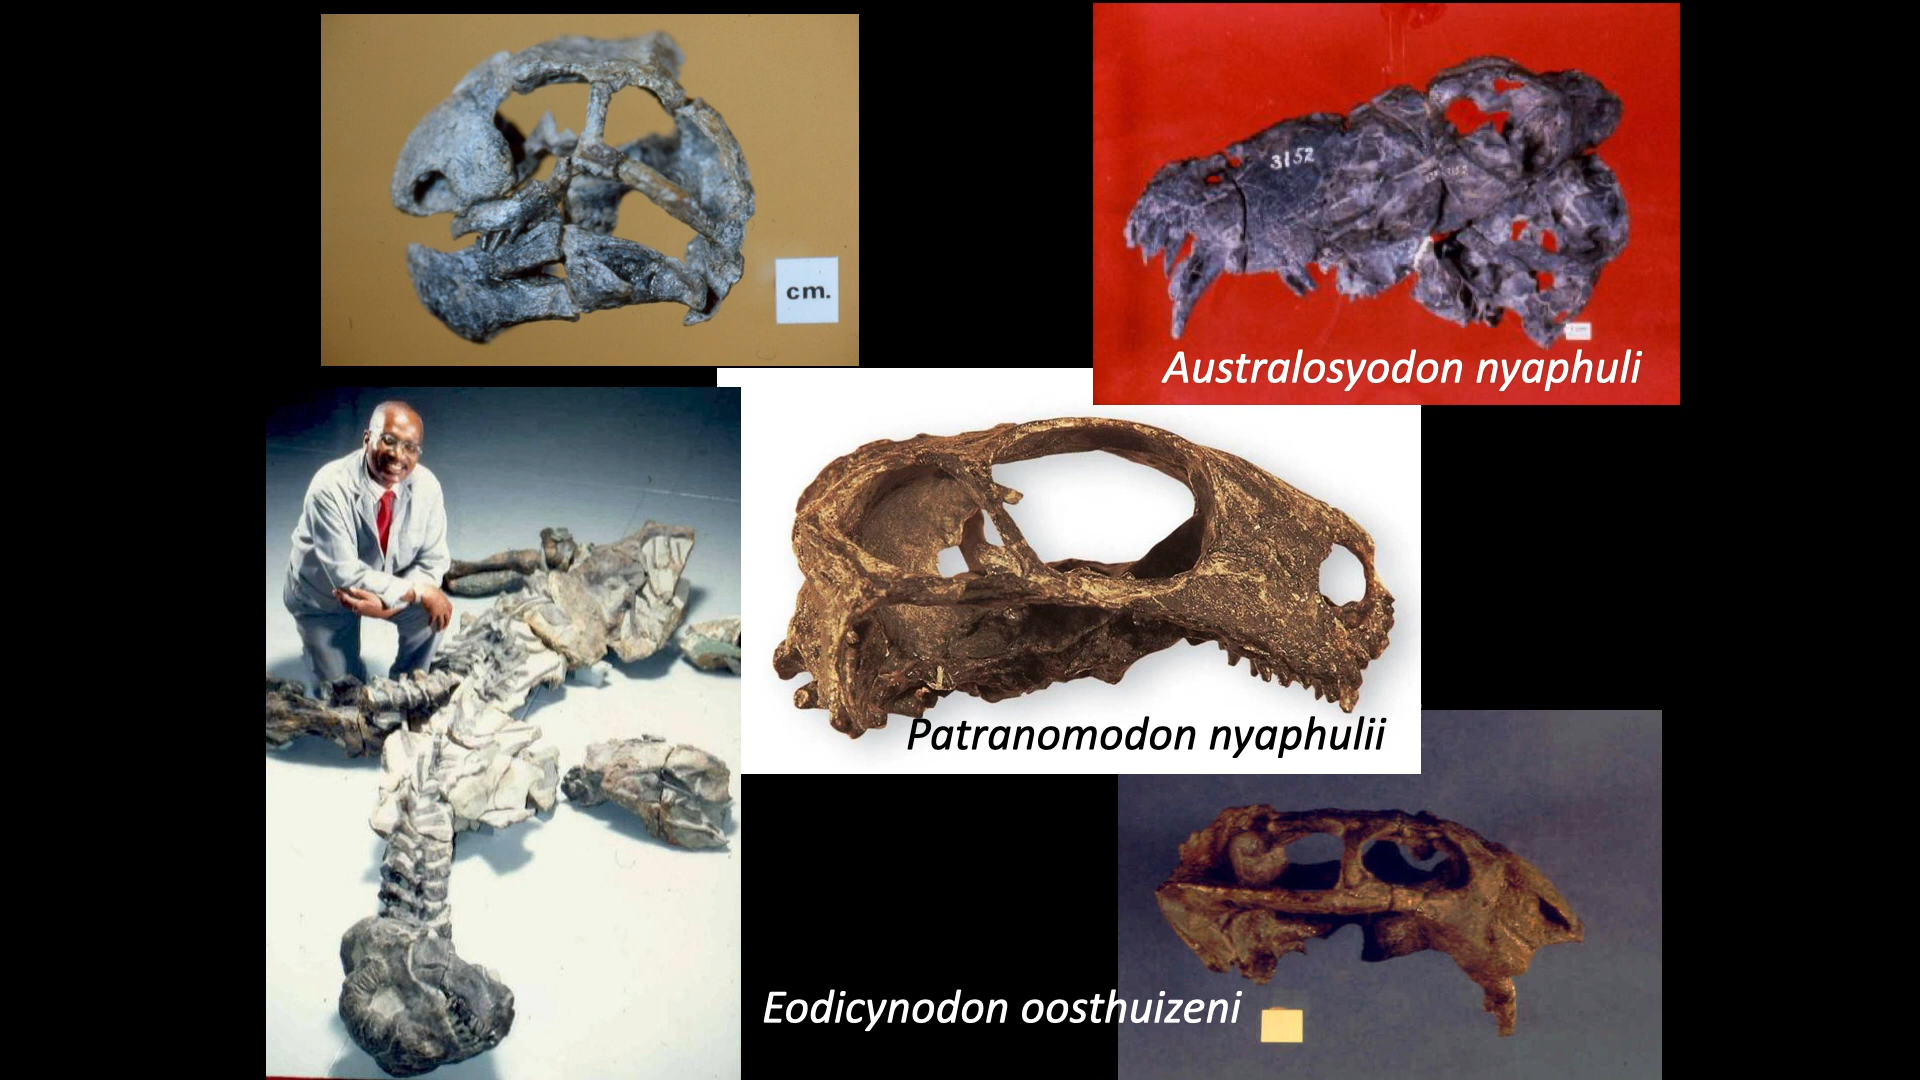 cm.
3152
Australosyodon nyaphuli
Patranomodon nyaphulii
Eodicynodon oosthuizeni